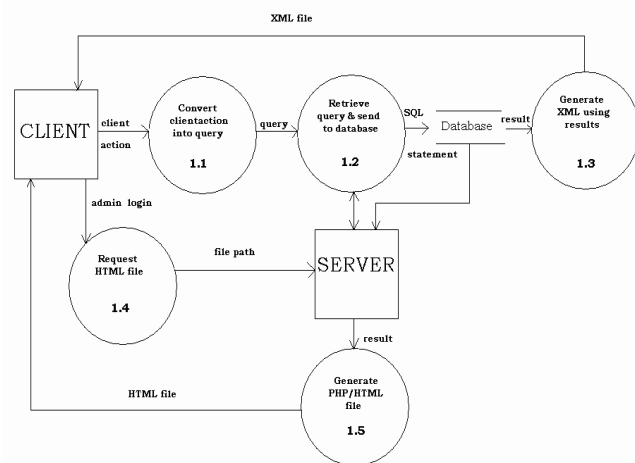 XML file
CLIENT
client
action
Convert
clientaction
into query
1.1
query
Retrieve
query & send
to database
1.2
SQL
statement
Database
result
Generate
XML using
results
1.3
admin login
Request
HTML file
1.4
file path
SERVER
result
Generate
PHP/HTML
file
1.5
HTML file